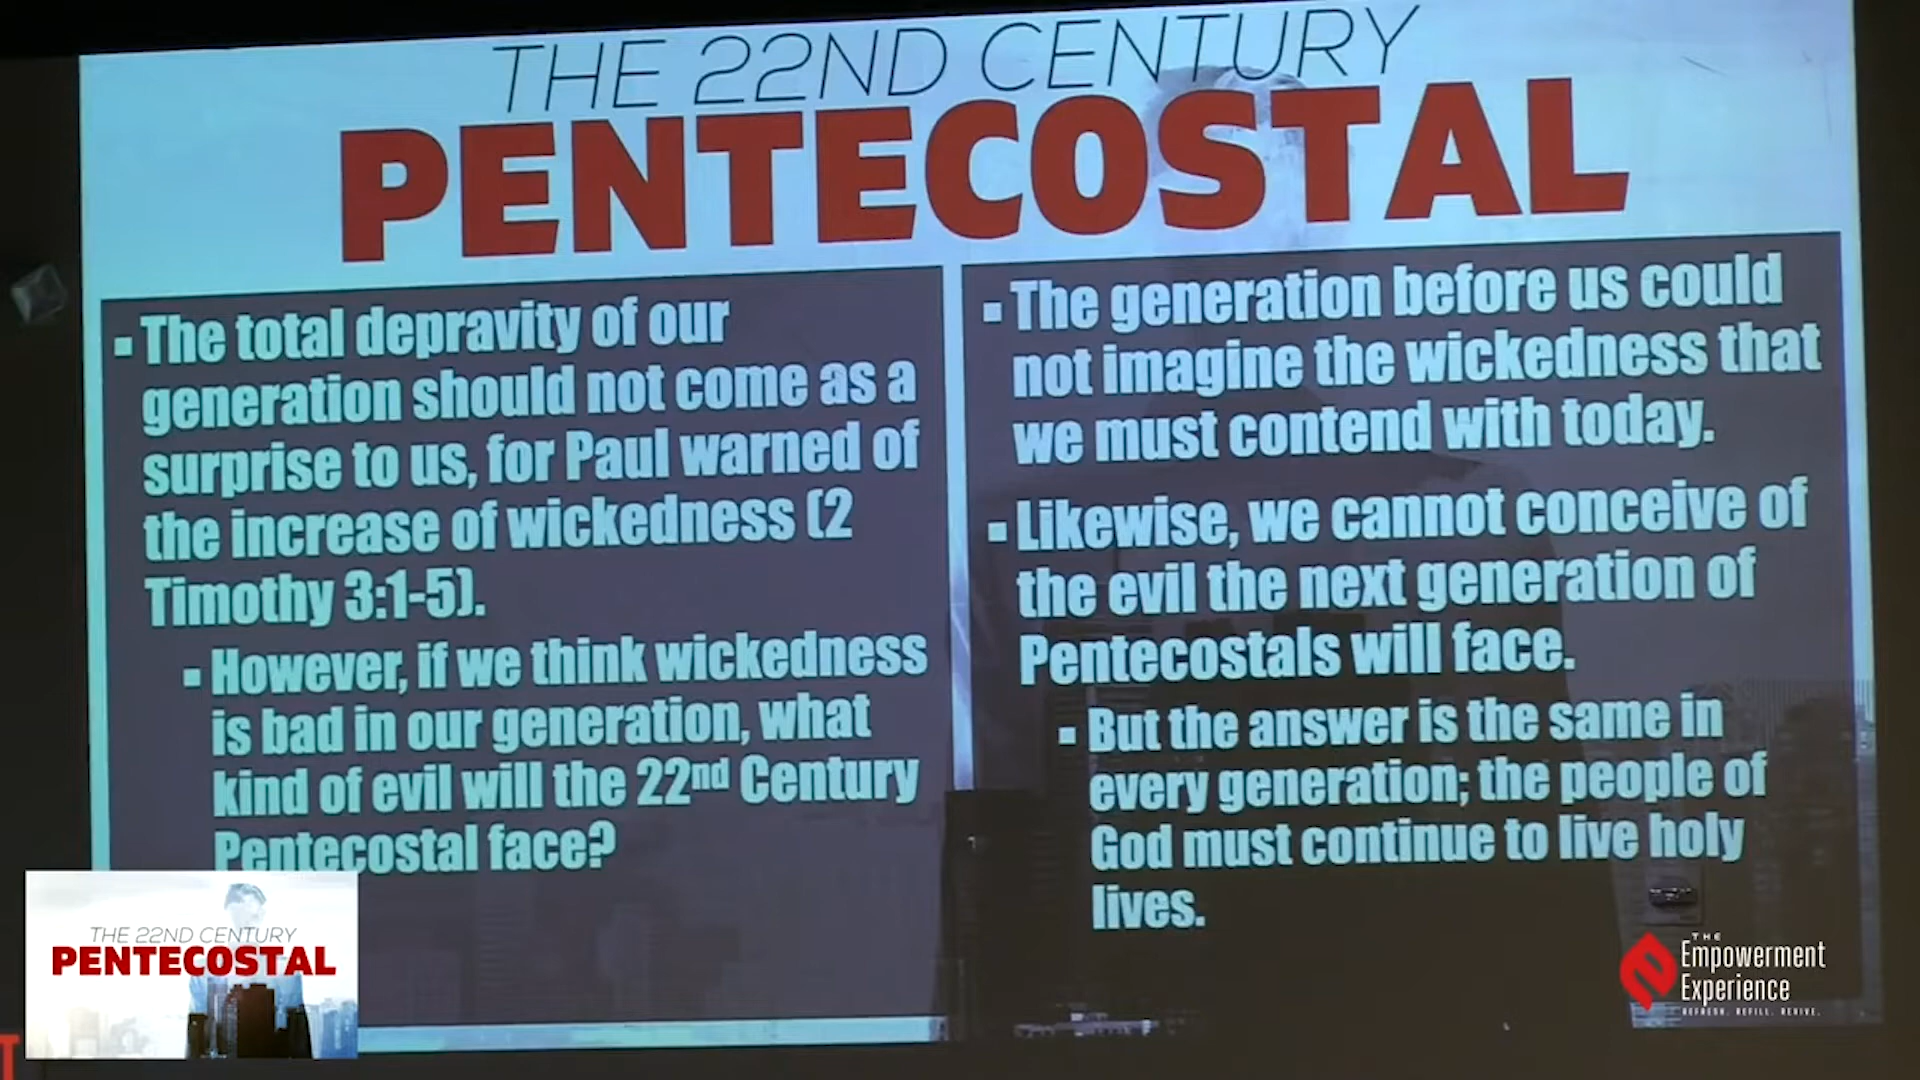 THE 22ND CENTURY
PENTECOSTAL
▪ The total depravity of our
generation should not come as a
surprise to us, for Paul warned of
the increase of wickedness (2
Timothy 3:1-5).
▪ However, if we think wickedness
is bad in our generation, what
kind of evil will the 22nd Century
Pentecostal face?
▪ The generation before us could
not imagine the wickedness that
we must contend with today.
▪ Likewise, we cannot conceive of
the evil the next generation of
Pentecostals will face.
▪ But the answer is the same in
every generation; the people of
God must continue to live holy
lives.
THE 22ND CENTURY
PENTECOSTAL
THE
Empowerment
Experience
REFRESH. REFILL. REVIVE.